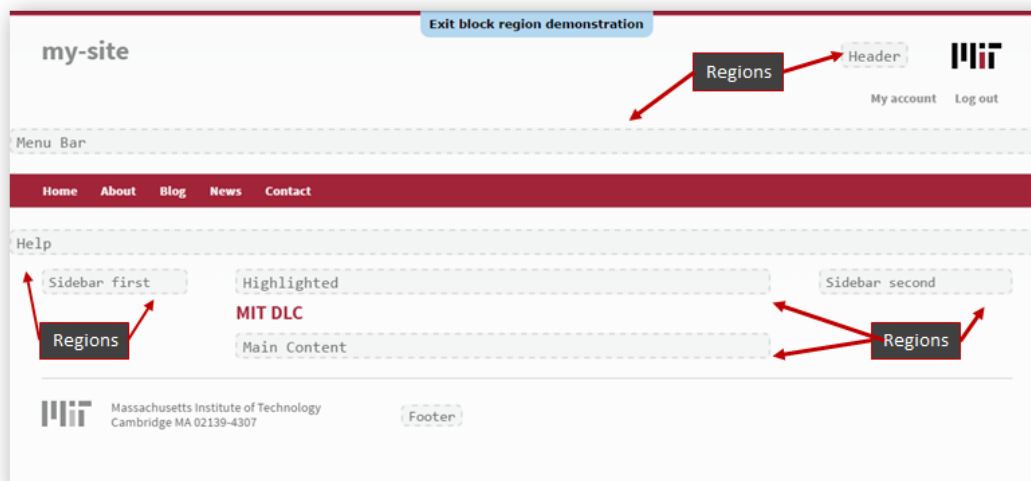 Exit block region demonstration
my-site
Header
MIT
Regions
My account Log out
Menu Bar
Home About Blog News Contact
Help
Sidebar first
Highlighted
Sidebar second
MIT DLC
Regions
Regions
Main Content
MIT
Massachusetts Institute of Technology
Cambridge MA 02139-4307
Footer